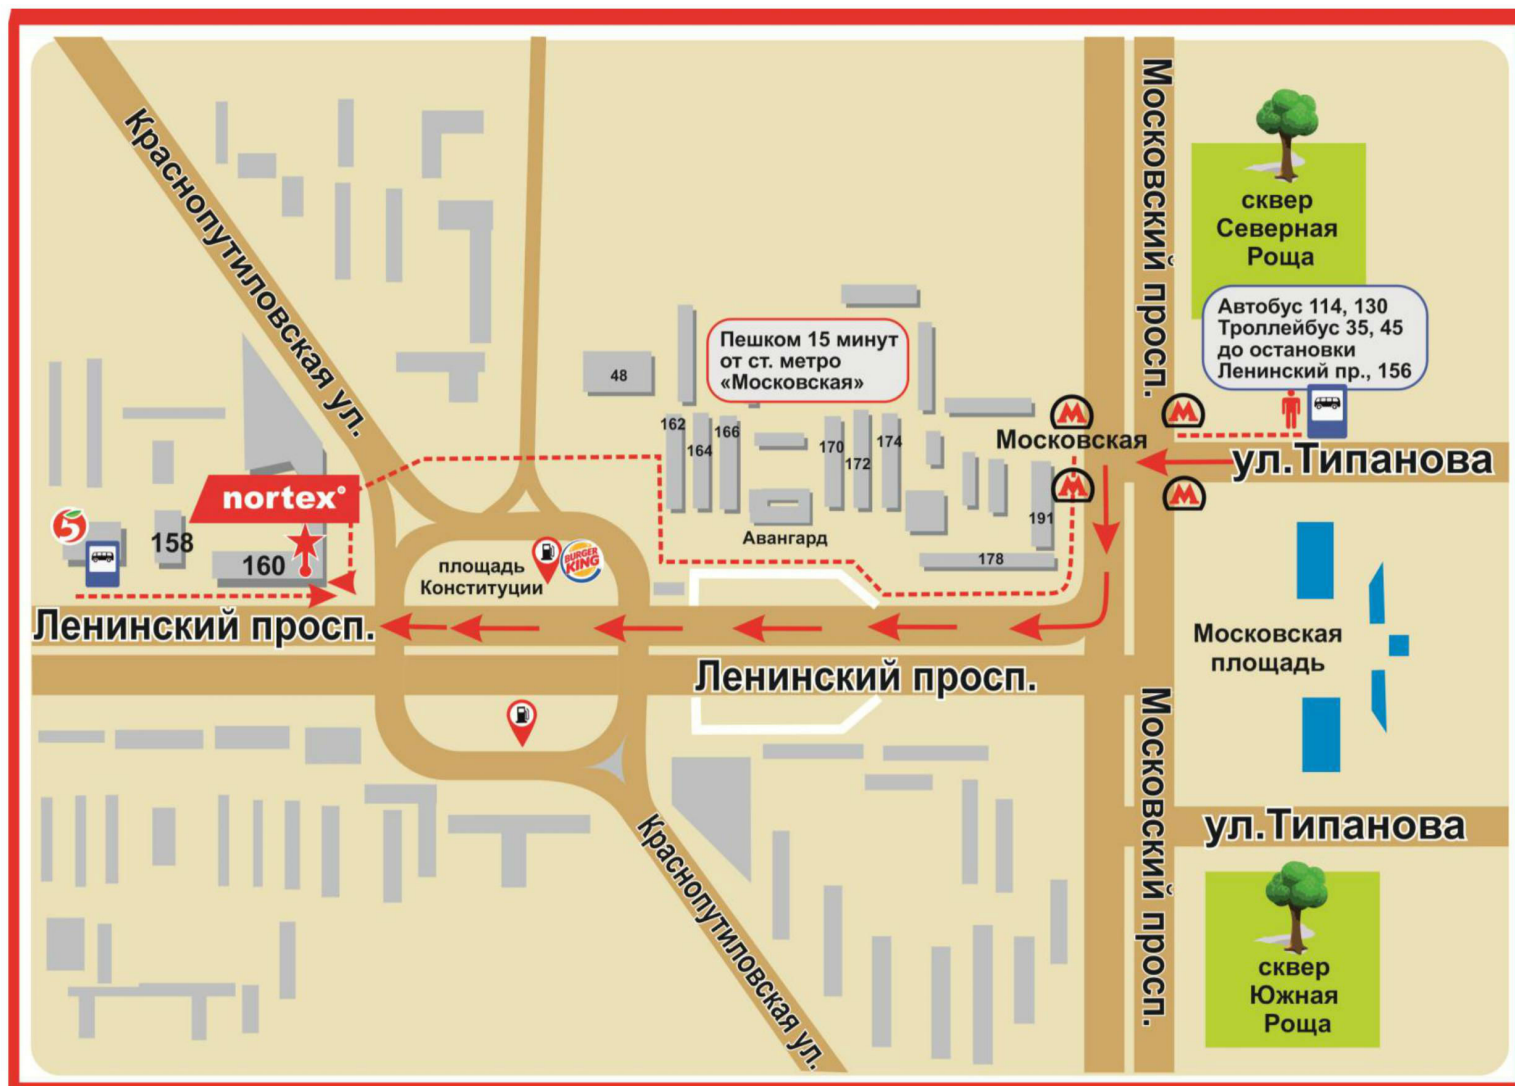 Краснопутиловская ул.
Московский просп.
сквер
Северная
Роща
Автобус 114, 130
Троллейбус 35, 45
до остановки
Ленинский пр., 156
Пешком 15 минут
от ст. метро
«Московская»
48
162
164
166
170
172
174
191
178
Авангард
М
М
М
М
Московская
ул.Типанова
nortex°
5
158
160
площадь
Конституции
BURGER
KING
Ленинский просп.
Ленинский просп.
Московская
площадь
Московский просп.
ул.Типанова
Краснопутиловская ул.
сквер
Южная
Роща